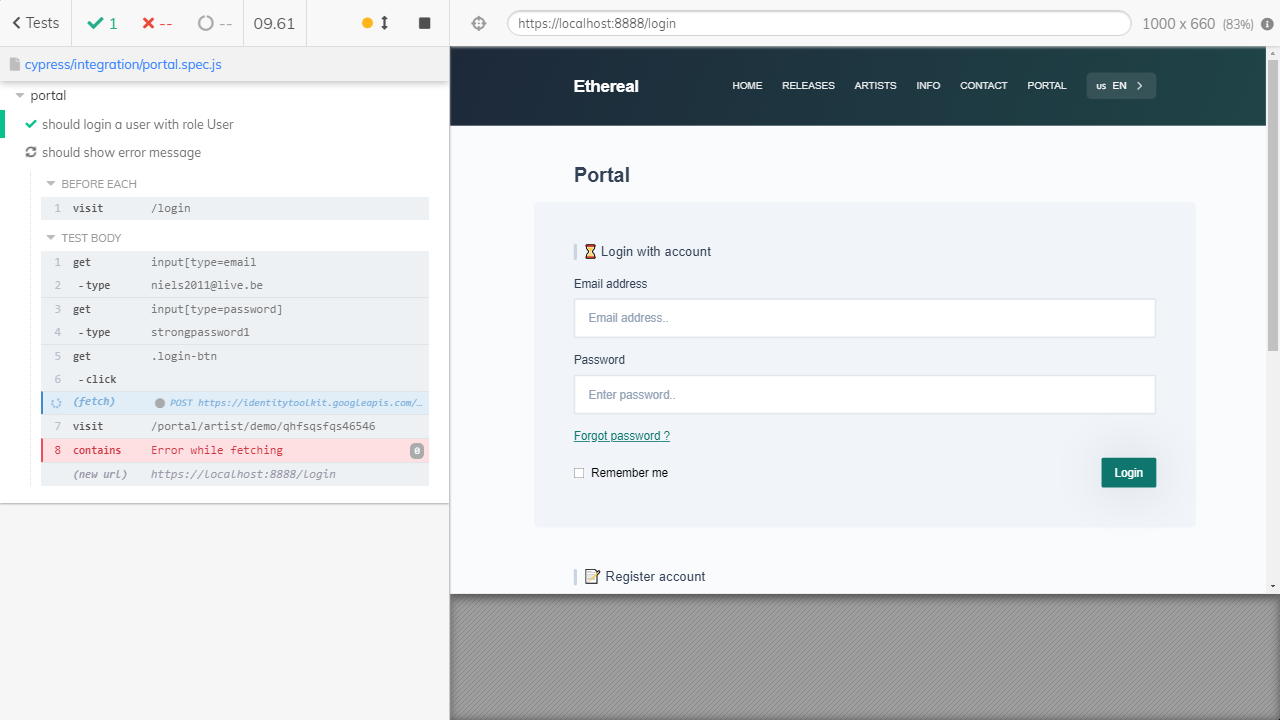 Tests
1
--
--
09.61
https://localhost:8888/login
1000 x 660 (83%)
cypress/integration/portal.spec.js
portal
should login a user with role User
should show error message
BEFORE EACH
1 visit /login
TEST BODY
1 get input[type=email
2 -type niels2011@live.be
3 get input[type=password]
4 -type strongpassword1
5 get .login-btn
6 -click
(fetch) POST https://identitytoolkit.googleapis.com/…
7 visit /portal/artist/demo/qhfsqsfqs46546
8 contains Error while fetching 0
(new url) https://localhost:8888/login
Ethereal
HOME RELEASES ARTISTS INFO CONTACT PORTAL US EN
Portal
Login with account
Email address
Email address..
Password
Enter password..
Forgot password ?
Remember me
Login
Register account